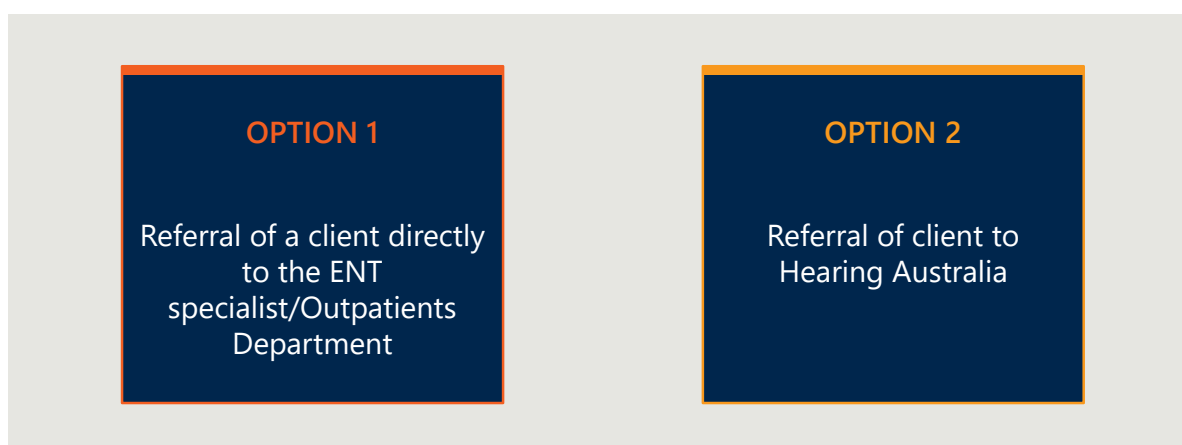 OPTION 1
Referral of a client directly
to the ENT
specialist/Outpatients
Department
OPTION 2
Referral of client to
Hearing Australia